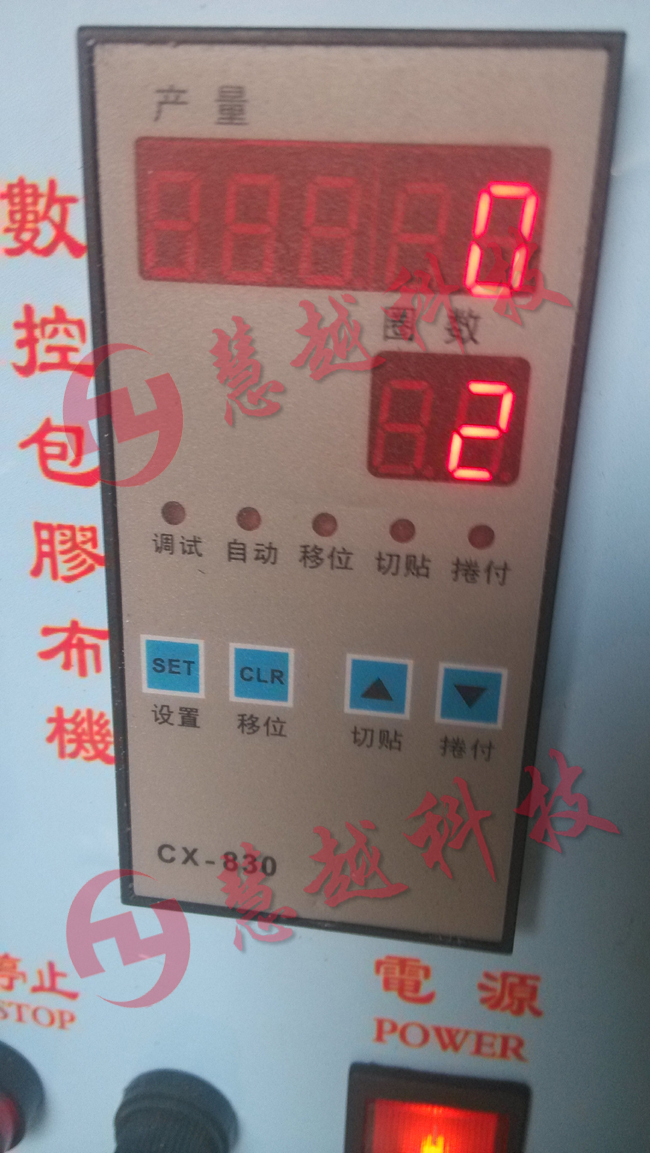 产量
0
圈数
2
调试 自动 移位 切贴 捲付
SET CLR
设置 移位 切贴 捲付
CX-830
數控包膠布機
停止
STOP
電源
POWER
慧越科技
慧越科技